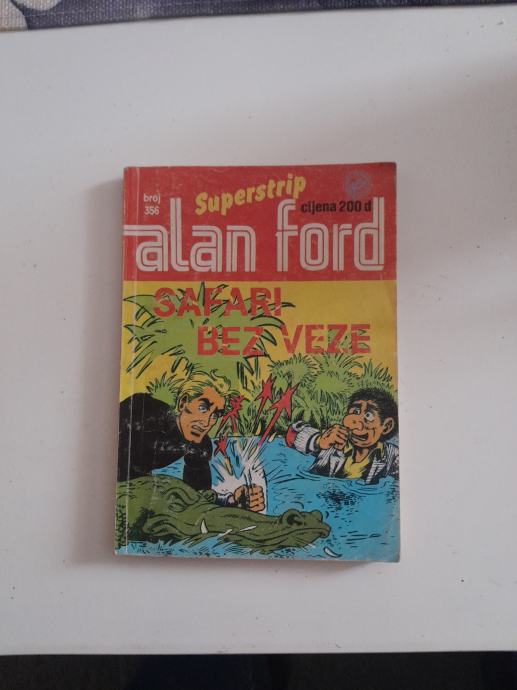 broj
356
Superstrip
cijena 200 d
alan ford
SAFARI
BEZ VEZE